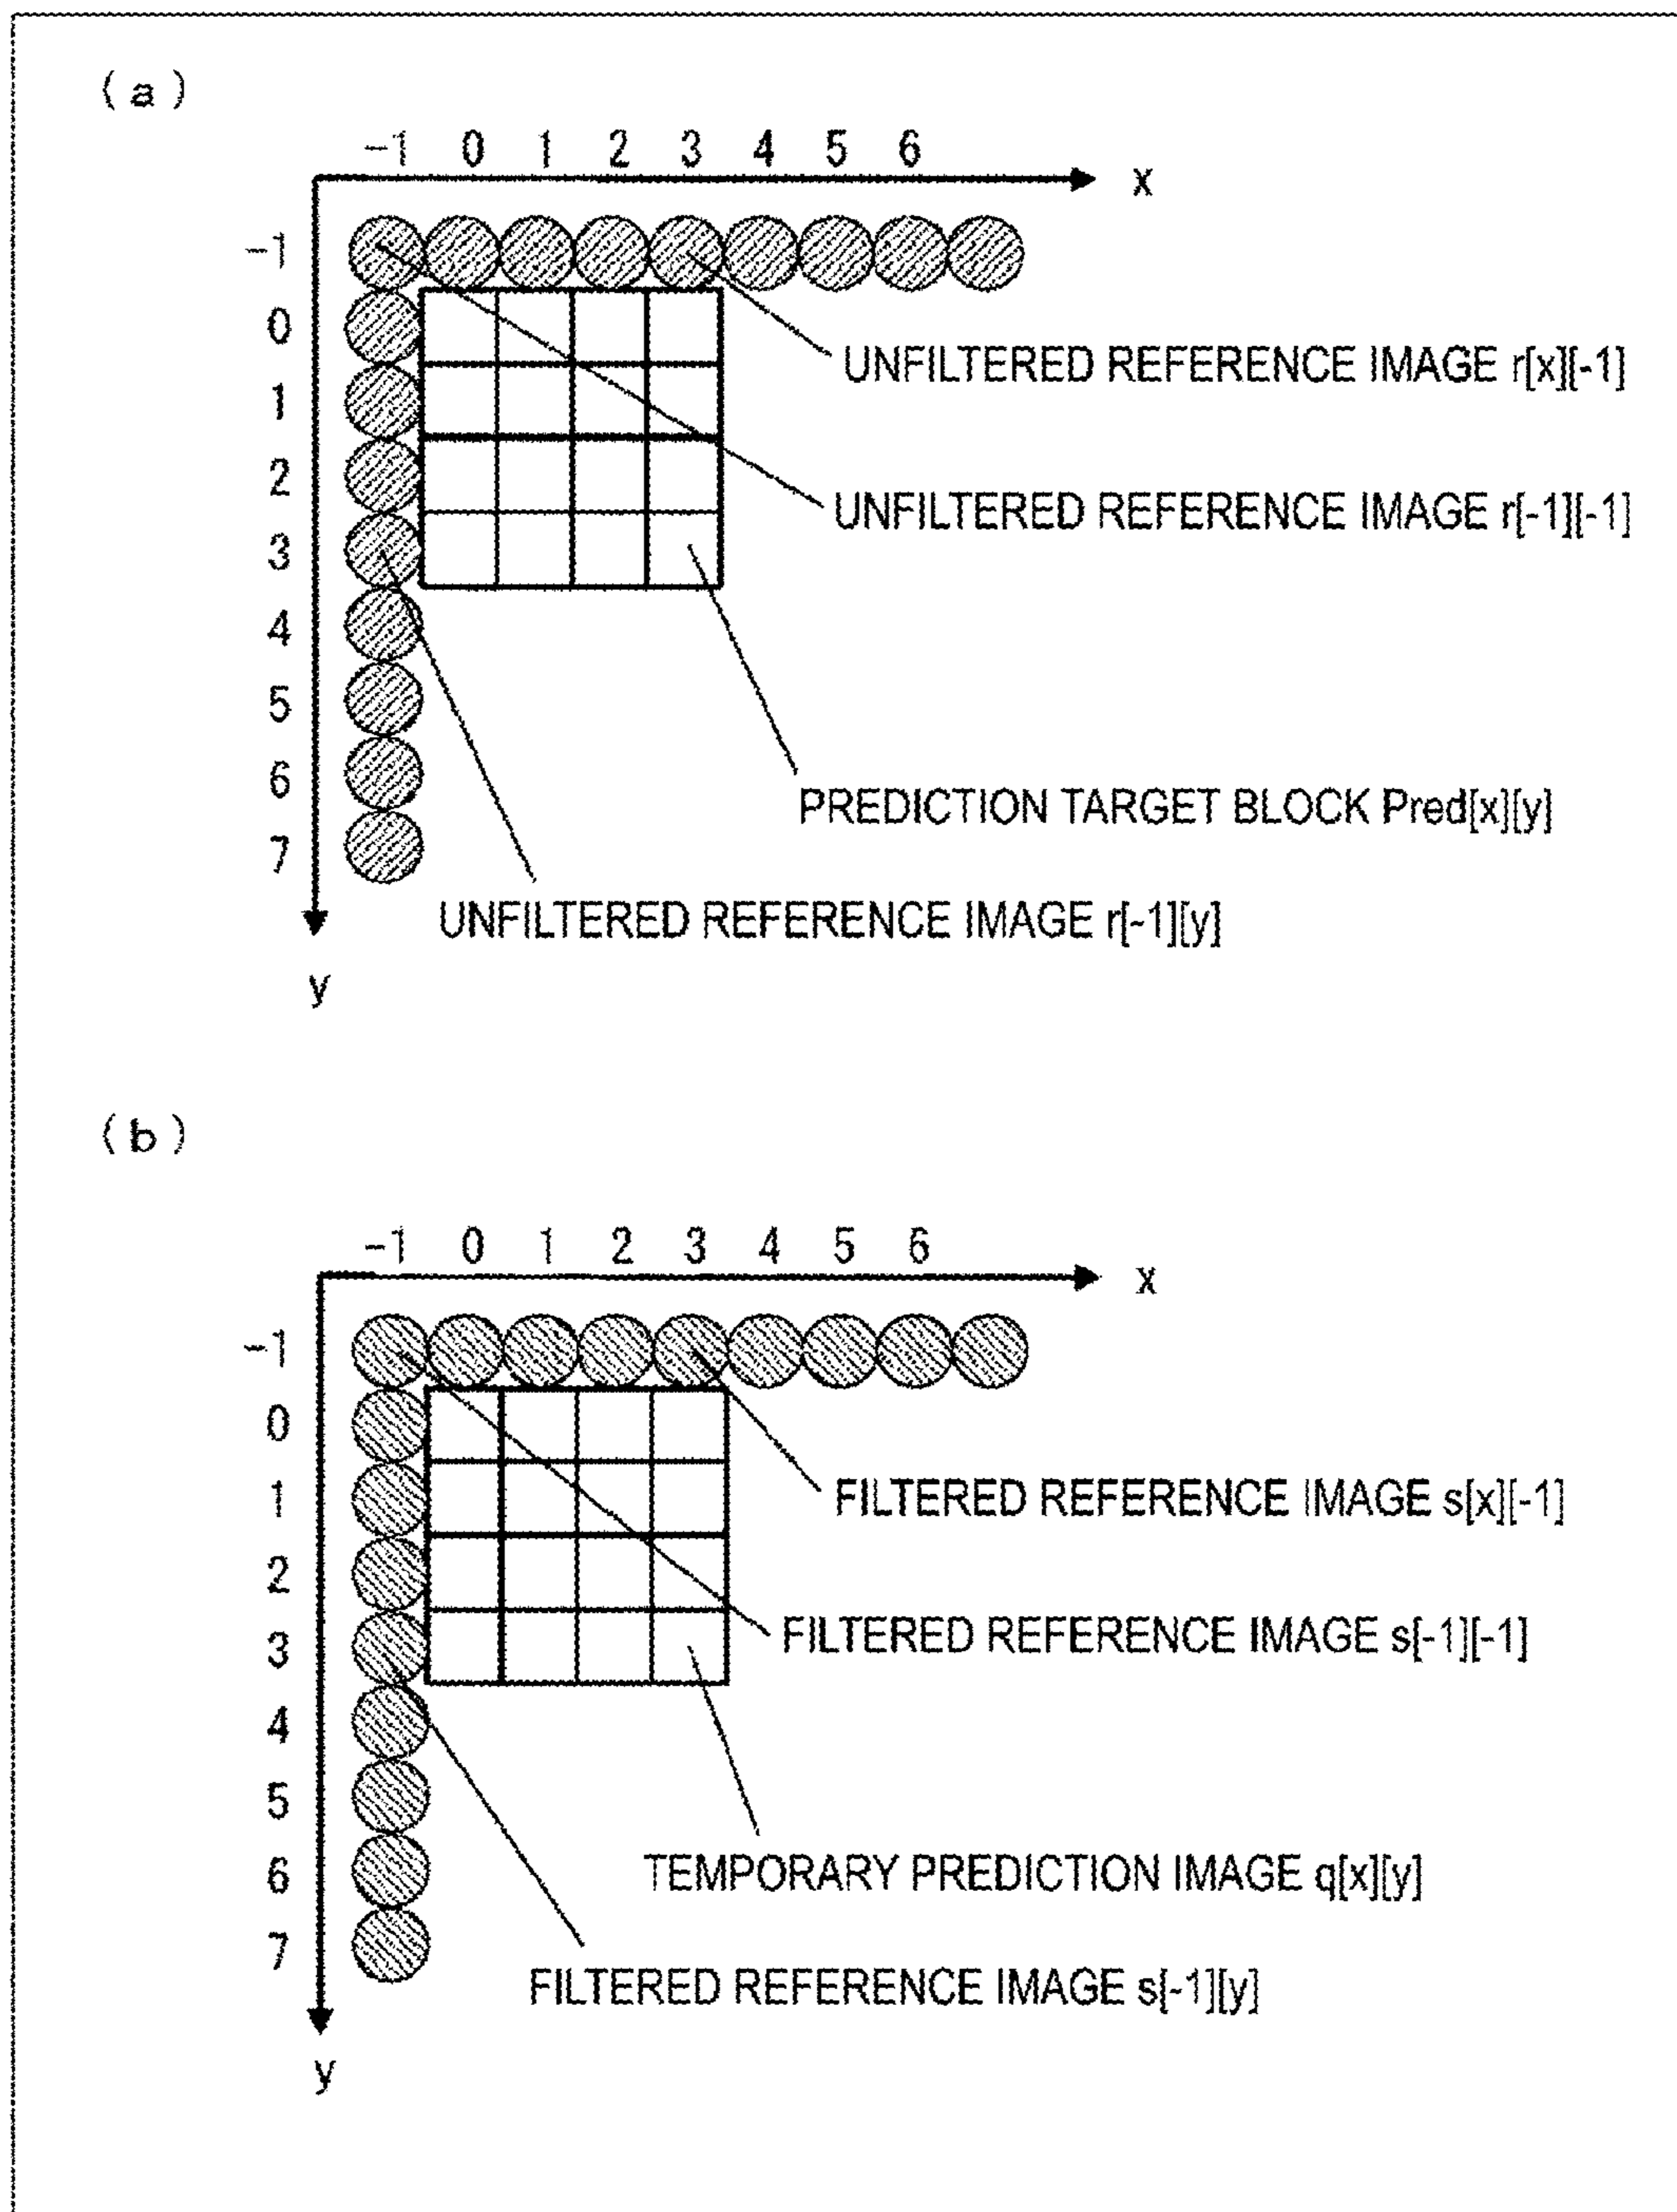 (a)
-1 0 1 2 3 4 5 6
x
-1
0
UNFILTERED REFERENCE IMAGE r[x][-1]
1
2
UNFILTERED REFERENCE IMAGE r[-1][-1]
3
4
5
6
PREDICTION TARGET BLOCK Pred[x][y]
7
UNFILTERED REFERENCE IMAGE r[-1][y]
y
(b)
-1 0 1 2 3 4 5 6
x
-1
0
1
FILTERED REFERENCE IMAGE s[x][-1]
2
3
FILTERED REFERENCE IMAGE s[-1][-1]
4
5
6
TEMPORARY PREDICTION IMAGE q[x][y]
7
FILTERED REFERENCE IMAGE s[-1][y]
y